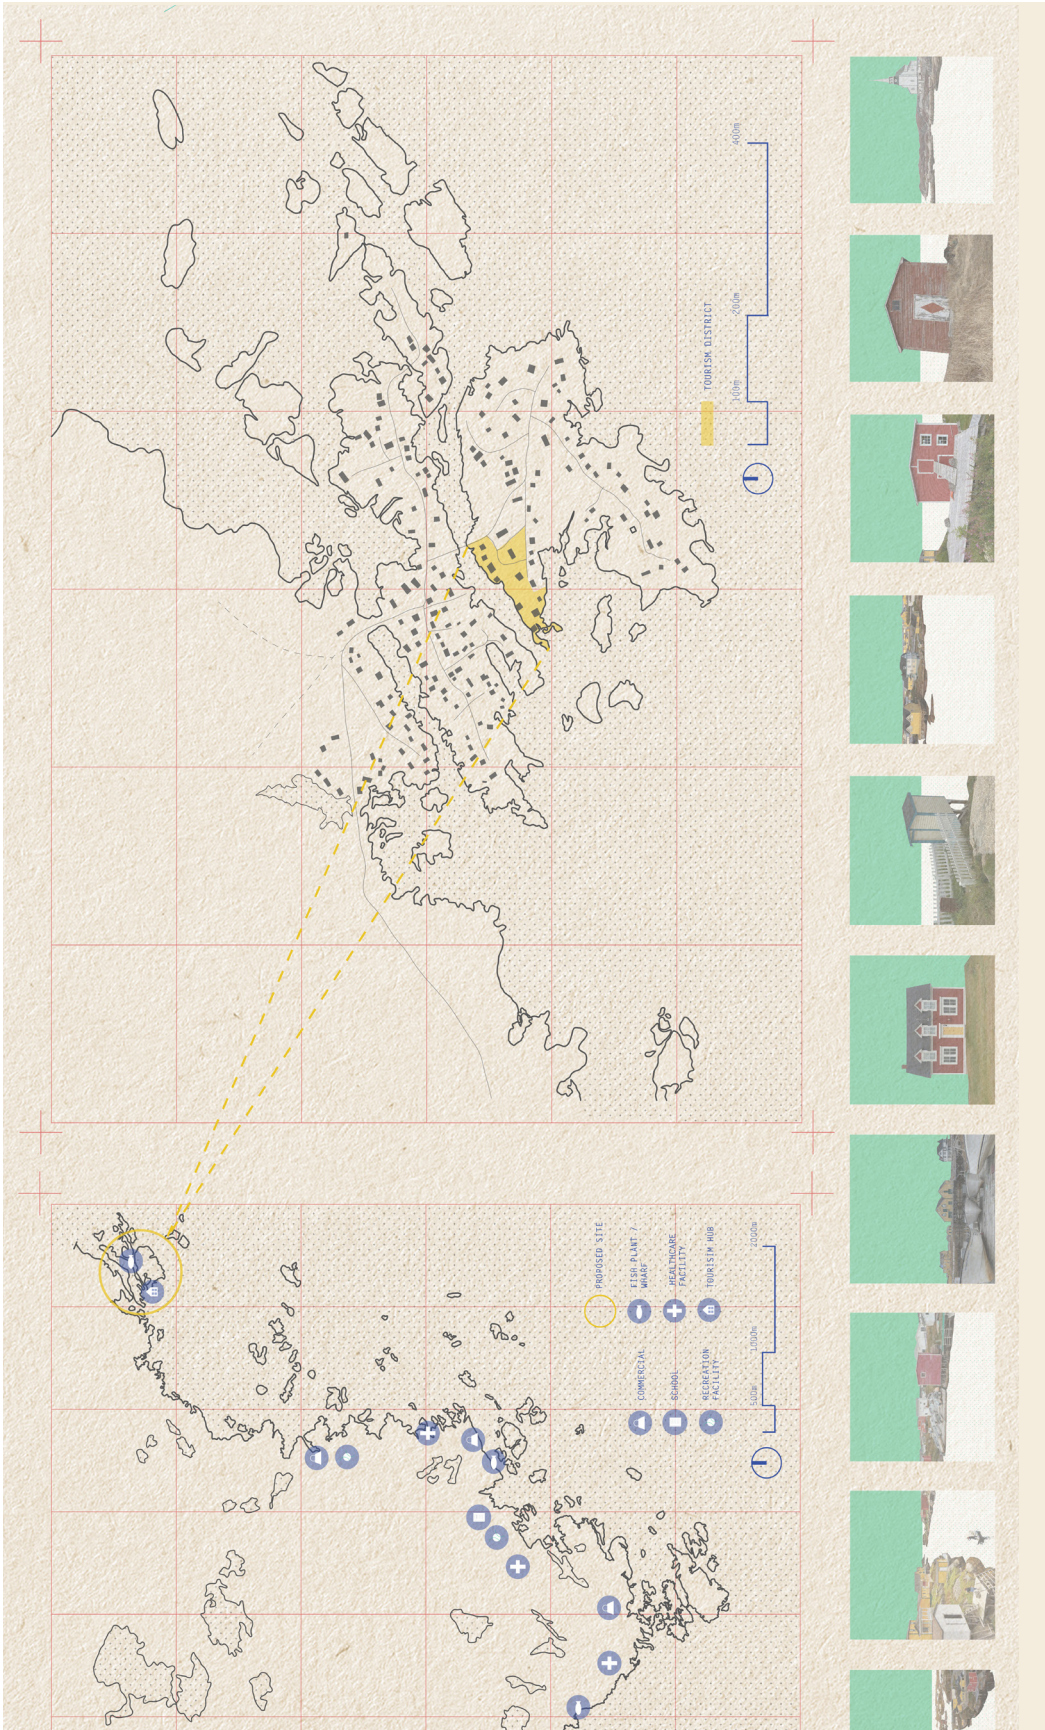 400m
200m
100m
TOURISM DISTRICT
2000m
1000m
500m
PROPOSED SITE
FISH PLANT /
WHARF
HEALTHCARE
FACILITY
TOURISIM HUB
COMMERCIAL
SCHOOL
RECREATION
FACILITY